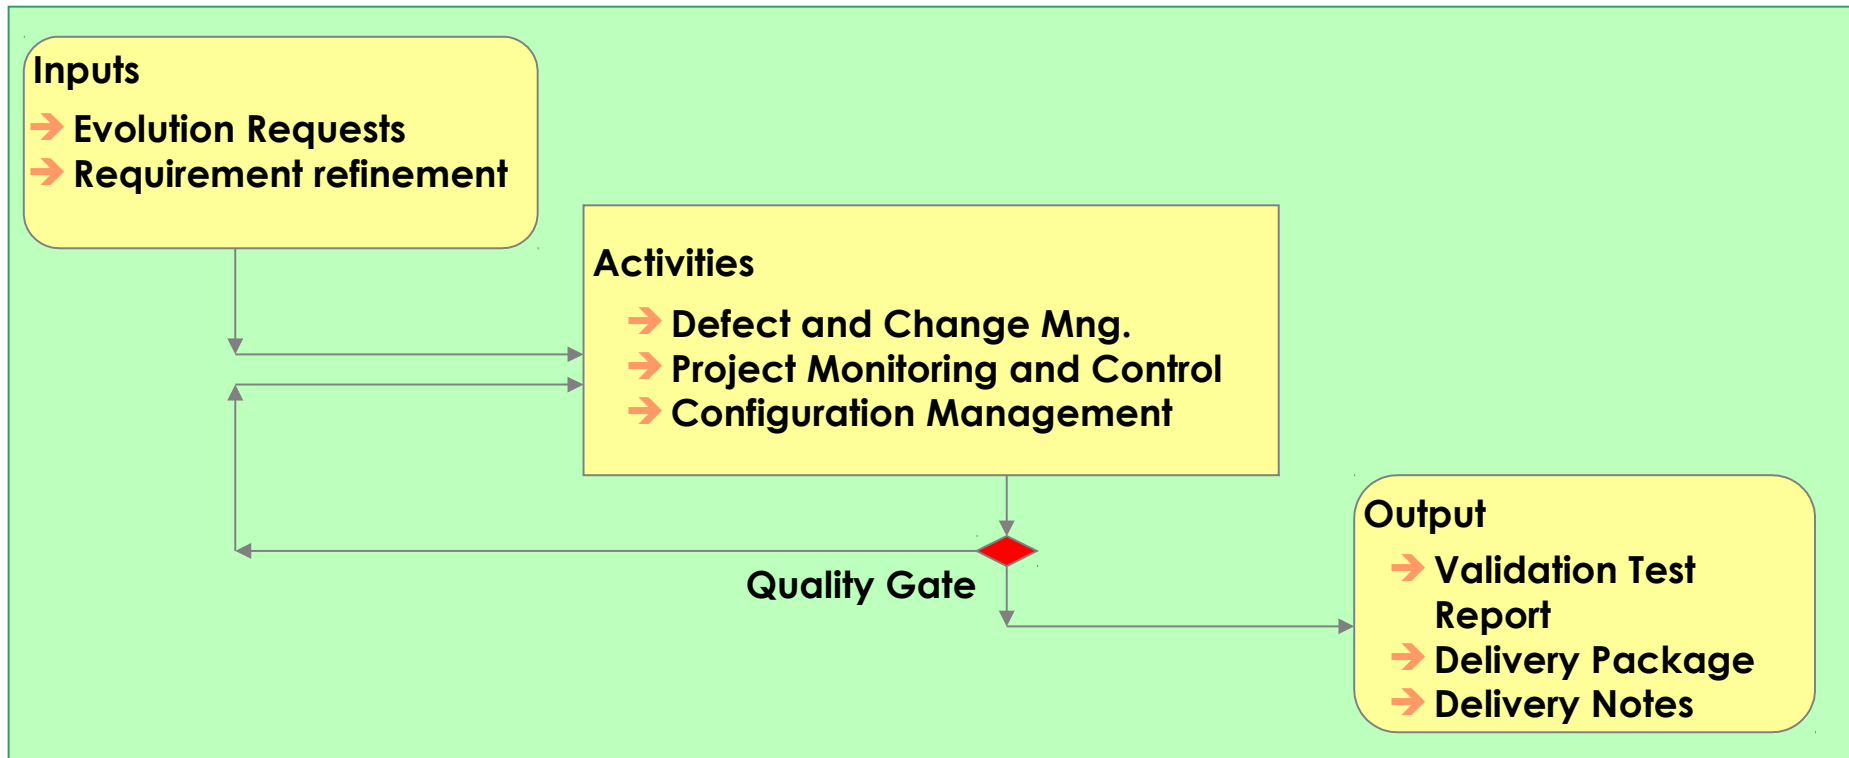 Inputs
Evolution Requests
Requirement refinement
Activities
Defect and Change Mng.
Project Monitoring and Control
Configuration Management
Quality Gate
Output
Validation Test
Report
Delivery Package
Delivery Notes